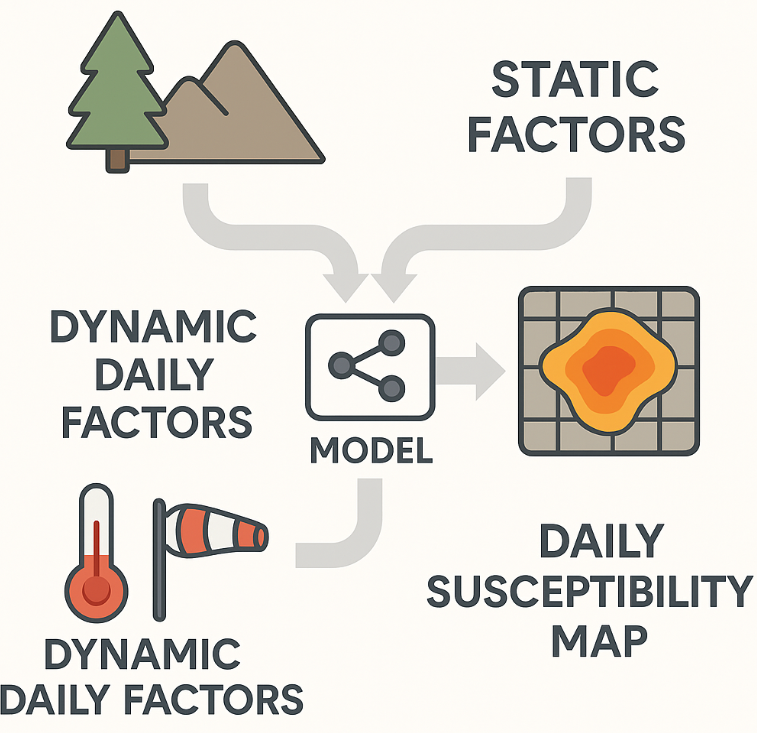 STATIC
FACTORS
DYNAMIC
DAILY
FACTORS
MODEL
DAILY
SUSCEPTIBILITY
MAP
DYNAMIC
DAILY FACTORS